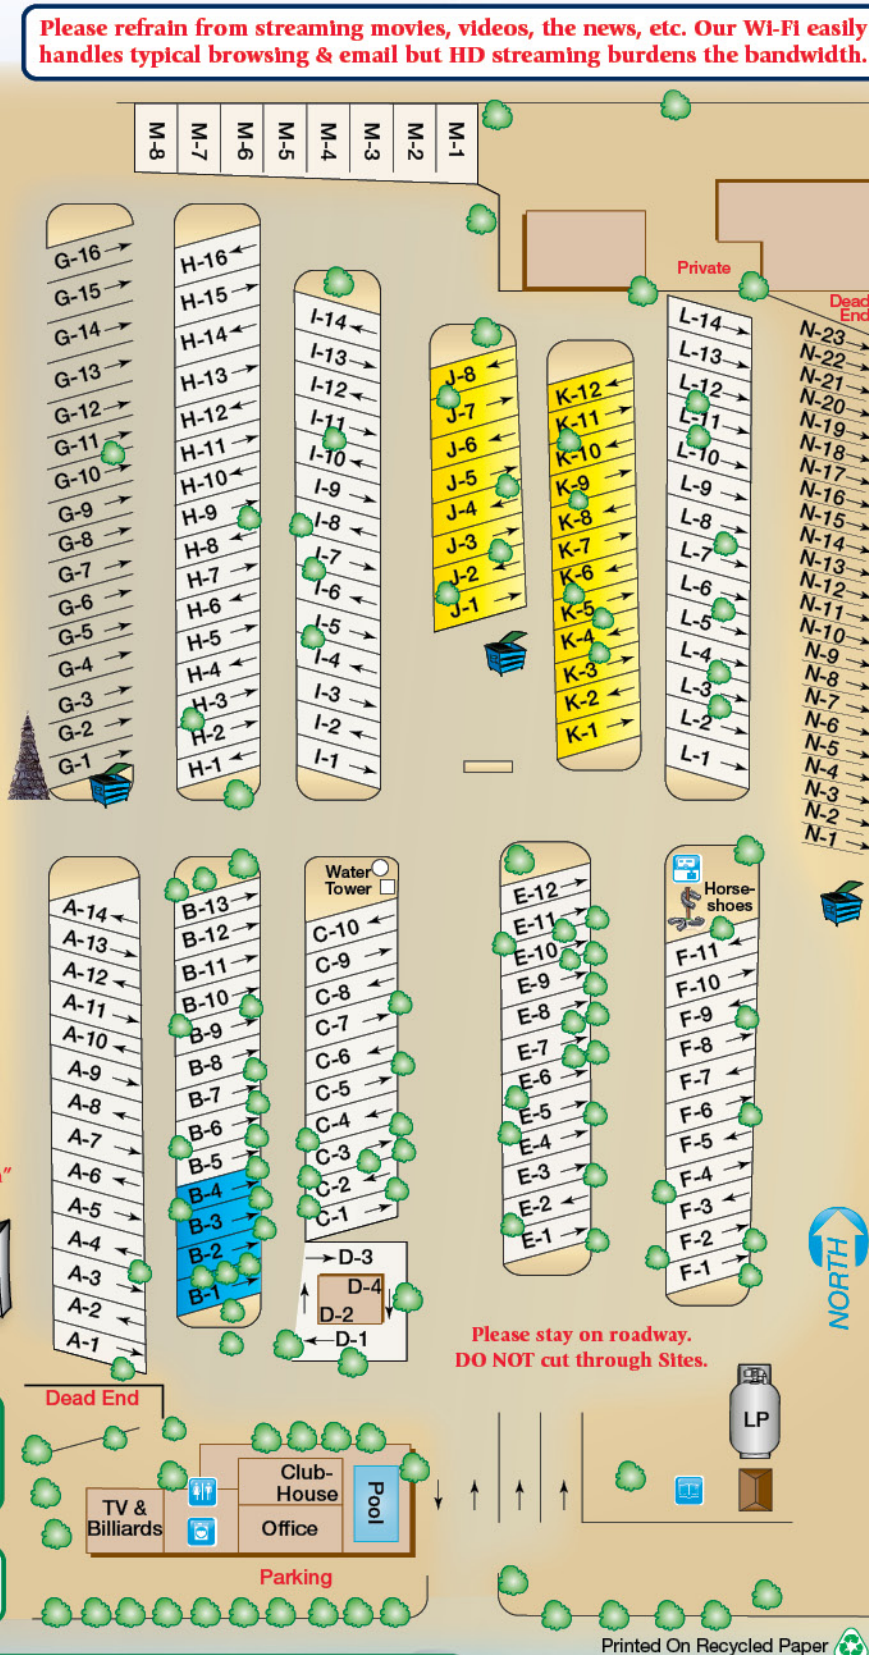 Please refrain from streaming movies, videos, the news, etc. Our Wi-Fi easily
handles typical browsing & email but HD streaming burdens the bandwidth.
M-8
M-7
M-6
M-5
M-4
M-3
M-2
M-1
Private
Dead
End
G-16
G-15
G-14
G-13
G-12
G-11
G-10
G-9
G-8
G-7
G-6
G-5
G-4
G-3
G-2
G-1
H-16
H-15
H-14
H-13
H-12
H-11
H-10
H-9
H-8
H-7
H-6
H-5
H-4
H-3
H-2
H-1
I-14
I-13
I-12
I-11
I-10
I-9
I-8
I-7
I-6
I-5
I-4
I-3
I-2
I-1
J-8
J-7
J-6
J-5
J-4
J-3
J-2
J-1
K-12
K-11
K-10
K-9
K-8
K-7
K-6
K-5
K-4
K-3
K-2
K-1
L-14
L-13
L-12
L-11
L-10
L-9
L-8
L-7
L-6
L-5
L-4
L-3
L-2
L-1
N-23
N-22
N-21
N-20
N-19
N-18
N-17
N-16
N-15
N-14
N-13
N-12
N-11
N-10
N-9
N-8
N-7
N-6
N-5
N-4
N-3
N-2
N-1
A-14
A-13
A-12
A-11
A-10
A-9
A-8
A-7
A-6
A-5
A-4
A-3
A-2
A-1
B-13
B-12
B-11
B-10
B-9
B-8
B-7
B-6
B-5
B-4
B-3
B-2
B-1
Water
Tower
C-10
C-9
C-8
C-7
C-6
C-5
C-4
C-3
C-2
C-1
D-3
D-4
D-2
D-1
E-12
E-11
E-10
E-9
E-8
E-7
E-6
E-5
E-4
E-3
E-2
E-1
Horse-
shoes
F-11
F-10
F-9
F-8
F-7
F-6
F-5
F-4
F-3
F-2
F-1
NORTH
Please stay on roadway.
DO NOT cut through Sites.
Dead End
LP
Club-
House
Pool
TV &
Billiards
Office
Parking
Printed On Recycled Paper